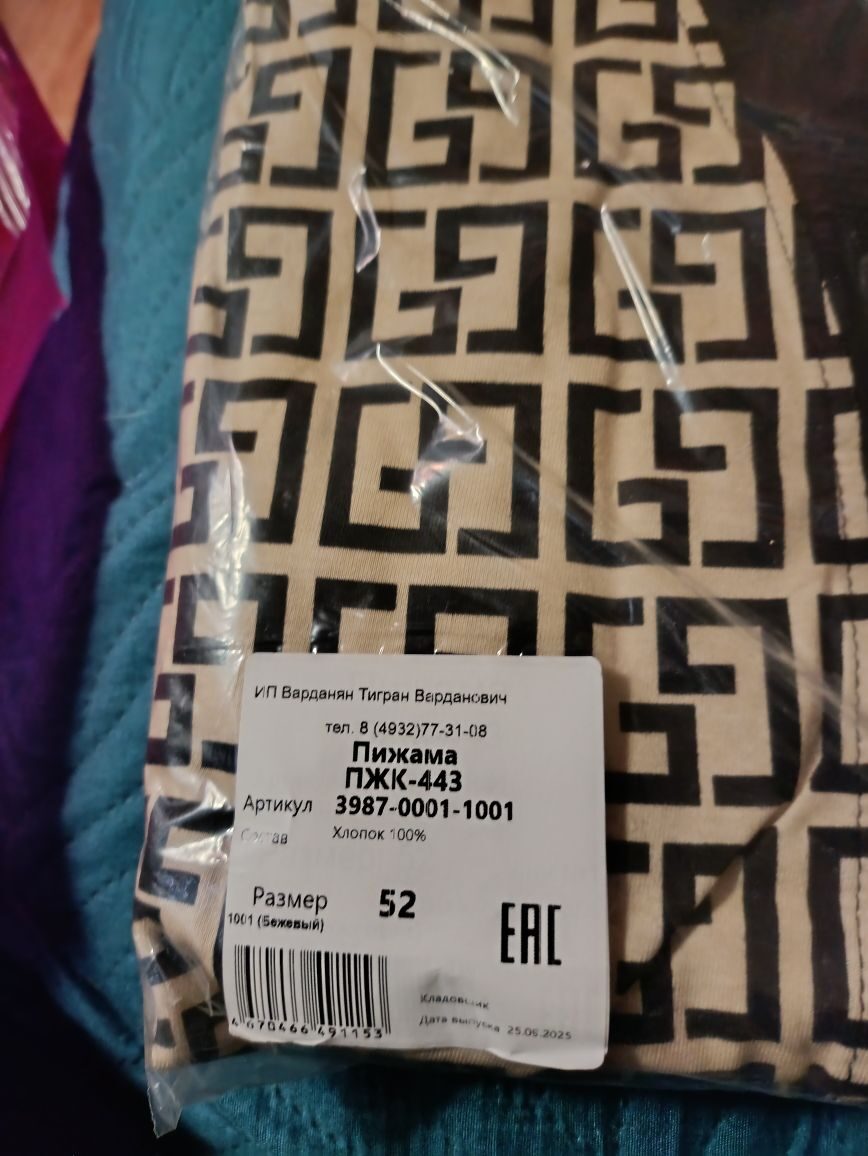 ИП Варданян Тигран Варданович
тел. 8 (4932)77-31-08
Пижама
ПЖК-443
Артикул 3987-0001-1001
Состав Хлопок 100%
Размер 52
1001 (Бежевый)
EAC
4670466491153
Кладовщик
Дата выпуска 25.05.2025